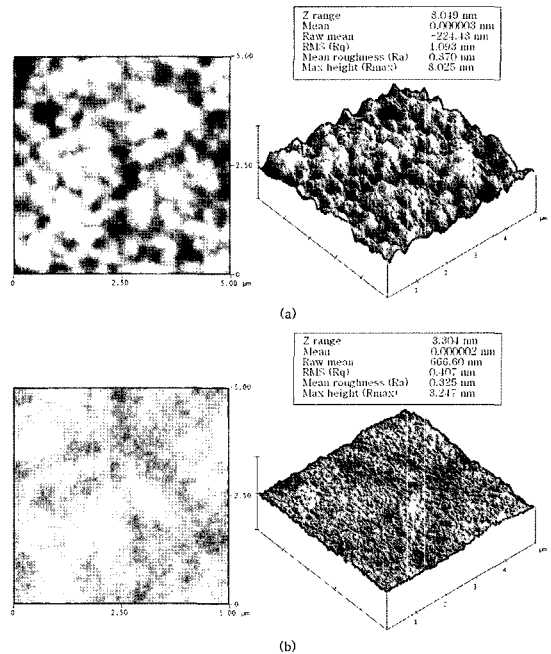 Z range 8.049 nm
Mean 0.000003 nm
Raw mean -224.43 nm
RMS (Rq) 1.093 nm
Mean roughness (Ra) 0.870 nm
Max height (Rmax) 8.025 nm
5.00
2.50
0
0 2.50 5.00
μm
μm
1 2 3 4
(a)
Z range 3.304 nm
Mean 0.000002 nm
Raw mean 666.60 nm
RMS (Rq) 0.407 nm
Mean roughness (Ra) 0.325 nm
Max height (Rmax) 3.247 nm
5.00
2.50
0
0 2.50 5.00
μm
μm
1 2 3 4
(b)